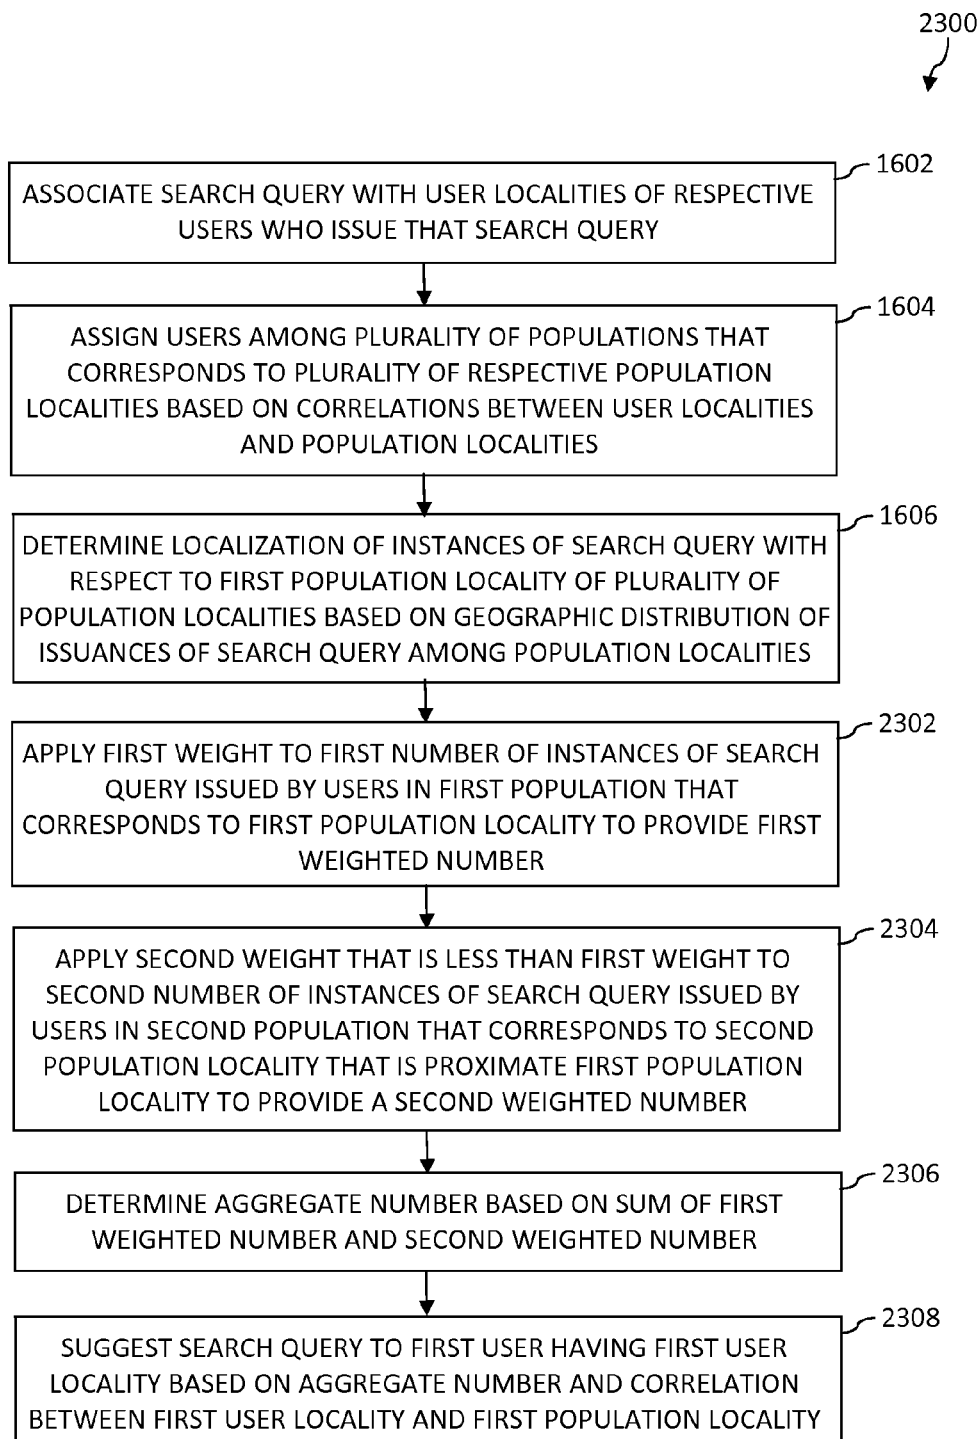 2300
1602
ASSOCIATE SEARCH QUERY WITH USER LOCALITIES OF RESPECTIVE
USERS WHO ISSUE THAT SEARCH QUERY
1604
ASSIGN USERS AMONG PLURALITY OF POPULATIONS THAT
CORRESPONDS TO PLURALITY OF RESPECTIVE POPULATION
LOCALITIES BASED ON CORRELATIONS BETWEEN USER LOCALITIES
AND POPULATION LOCALITIES
1606
DETERMINE LOCALIZATION OF INSTANCES OF SEARCH QUERY WITH
RESPECT TO FIRST POPULATION LOCALITY OF PLURALITY OF
POPULATION LOCALITIES BASED ON GEOGRAPHIC DISTRIBUTION OF
ISSUANCES OF SEARCH QUERY AMONG POPULATION LOCALITIES
2302
APPLY FIRST WEIGHT TO FIRST NUMBER OF INSTANCES OF SEARCH
QUERY ISSUED BY USERS IN FIRST POPULATION THAT
CORRESPONDS TO FIRST POPULATION LOCALITY TO PROVIDE FIRST
WEIGHTED NUMBER
2304
APPLY SECOND WEIGHT THAT IS LESS THAN FIRST WEIGHT TO
SECOND NUMBER OF INSTANCES OF SEARCH QUERY ISSUED BY
USERS IN SECOND POPULATION THAT CORRESPONDS TO SECOND
POPULATION LOCALITY THAT IS PROXIMATE FIRST POPULATION
LOCALITY TO PROVIDE A SECOND WEIGHTED NUMBER
2306
DETERMINE AGGREGATE NUMBER BASED ON SUM OF FIRST
WEIGHTED NUMBER AND SECOND WEIGHTED NUMBER
2308
SUGGEST SEARCH QUERY TO FIRST USER HAVING FIRST USER
LOCALITY BASED ON AGGREGATE NUMBER AND CORRELATION
BETWEEN FIRST USER LOCALITY AND FIRST POPULATION LOCALITY